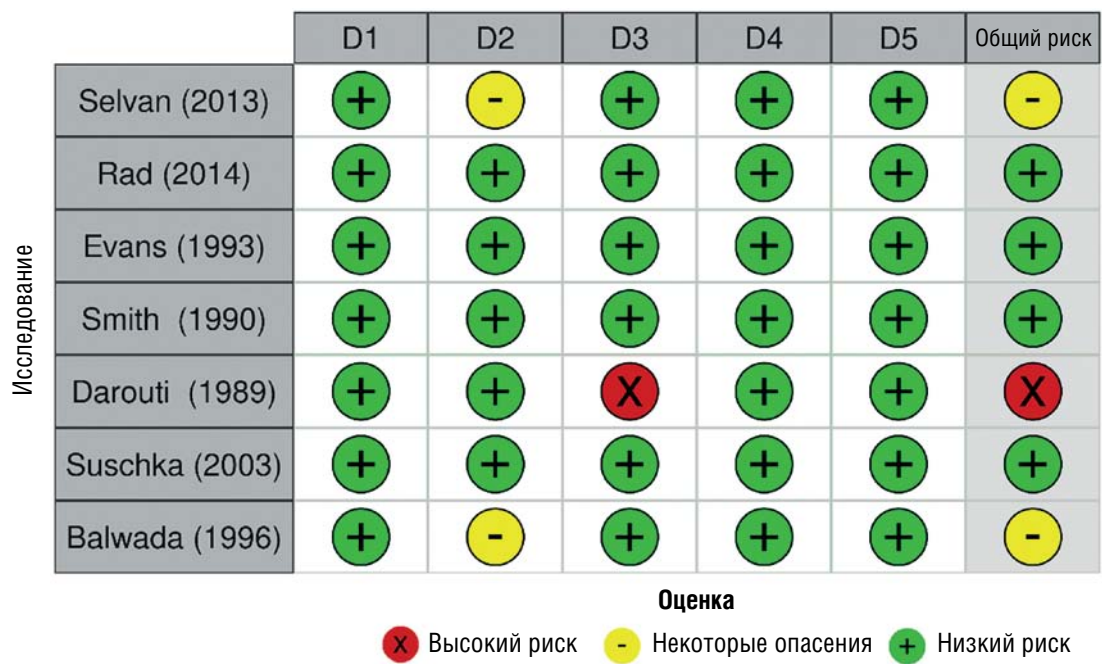 D1 D2 D3 D4 D5 Общий риск
Selvan (2013) + - + + + -
Rad (2014) + + + + + +
Evans (1993) + + + + + +
Smith (1990) + + + + + +
Darouti (1989) + + X + + X
Suschka (2003) + + + + + +
Balwada (1996) + - + + + -
Исследование
Оценка
X Высокий риск - Некоторые опасения + Низкий риск